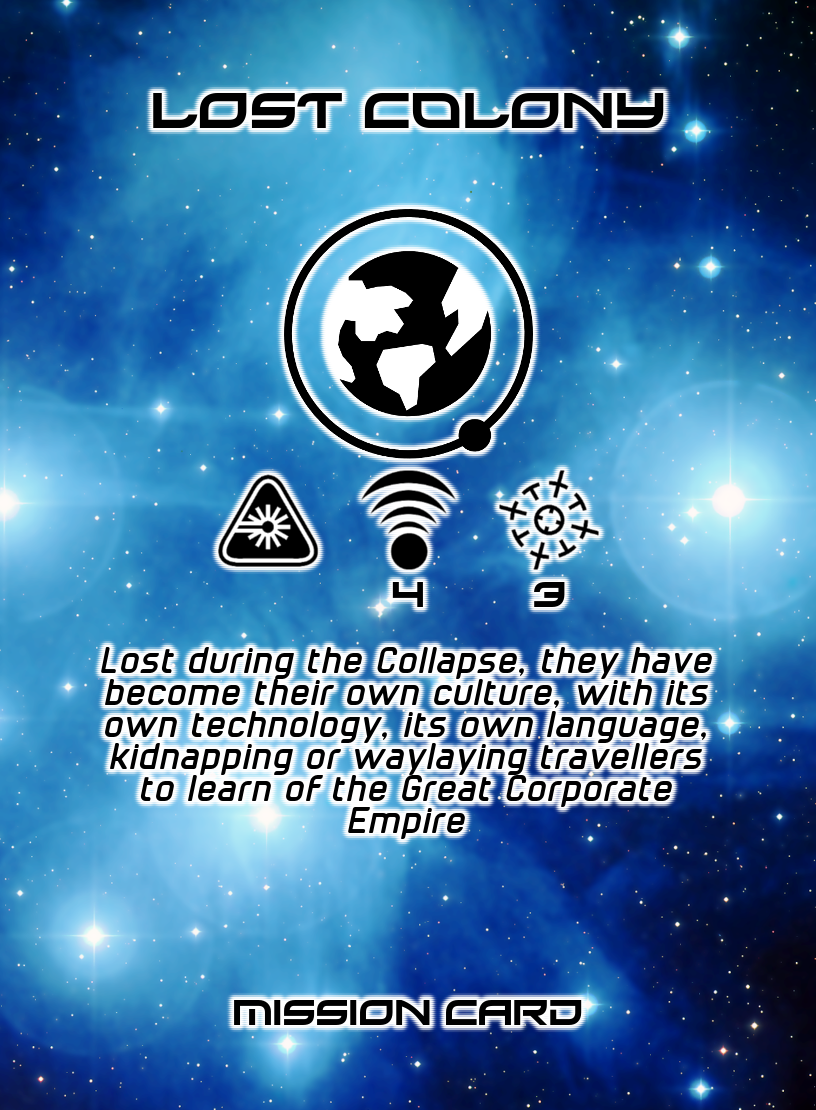 LOST COLONY
4 3
Lost during the Collapse, they have
become their own culture, with its
own technology, its own language,
kidnapping or waylaying travellers
to learn of the Great Corporate
Empire
MISSION CARD